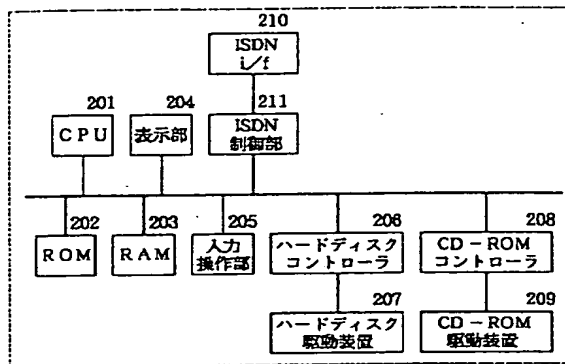 210
ISDN
i/f
201
204
211
CPU
表示部
ISDN
制御部
202
203
205
206
208
ROM
RAM
入力
操作部
ハードディスク
コントローラ
CD-ROM
コントローラ
207
209
ハードディスク
駆動装置
CD-ROM
駆動装置